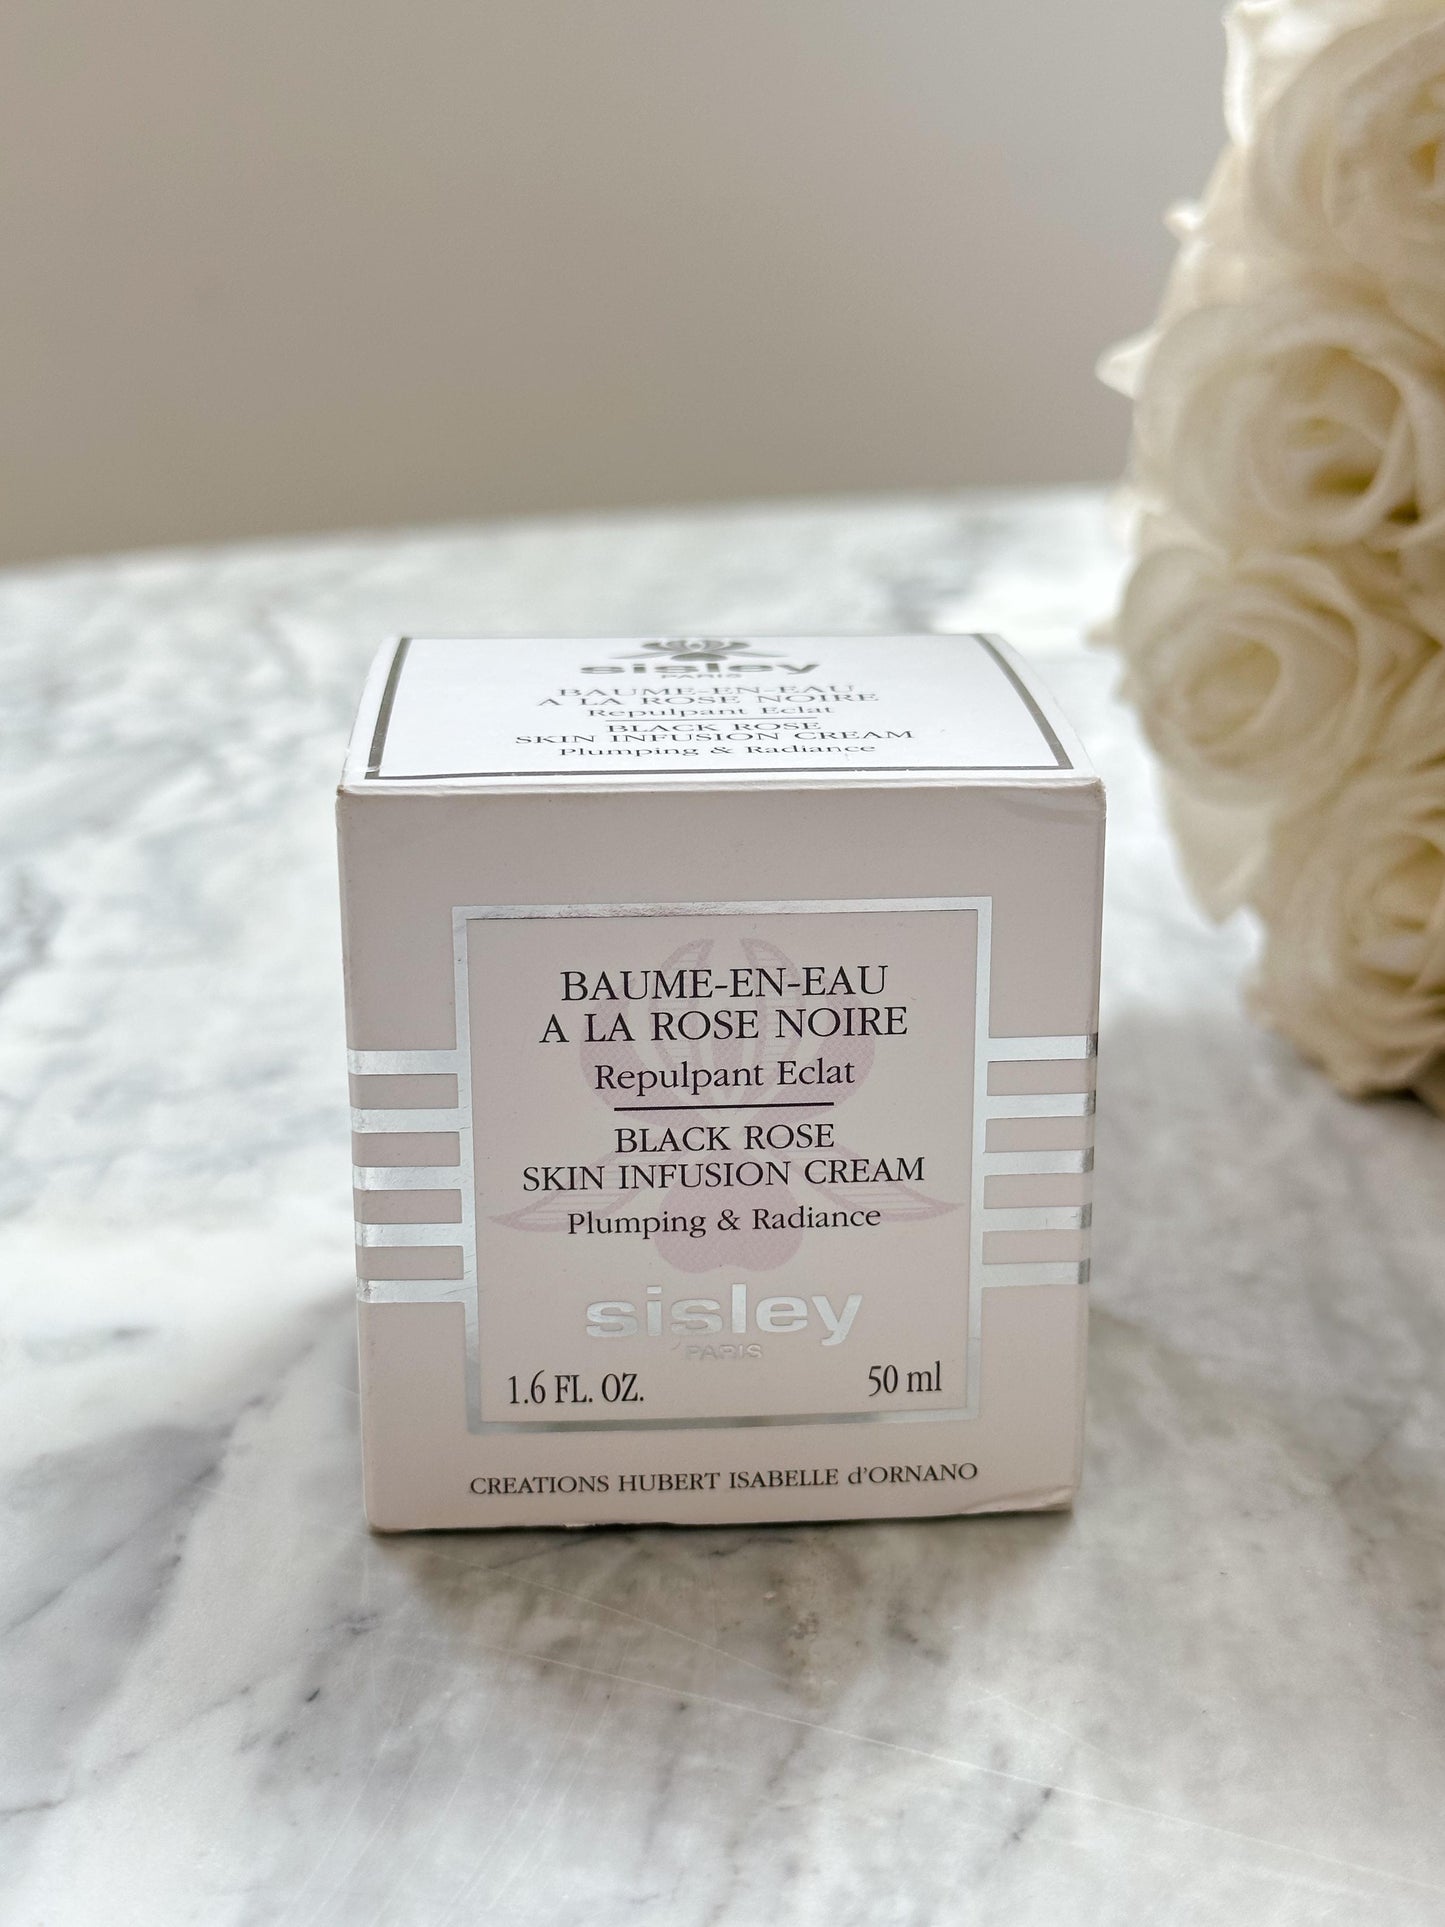 sisley
PARIS
BAUME-EN-EAU
A LA ROSE NOIRE
Repulpant Eclat
BLACK ROSE
SKIN INFUSION CREAM
Plumping & Radiance
BAUME-EN-EAU
A LA ROSE NOIRE
Repulpant Eclat
BLACK ROSE
SKIN INFUSION CREAM
Plumping & Radiance
sisley
PARIS
1.6 FL. OZ. 50 ml
CREATIONS HUBERT ISABELLE d'ORNANO